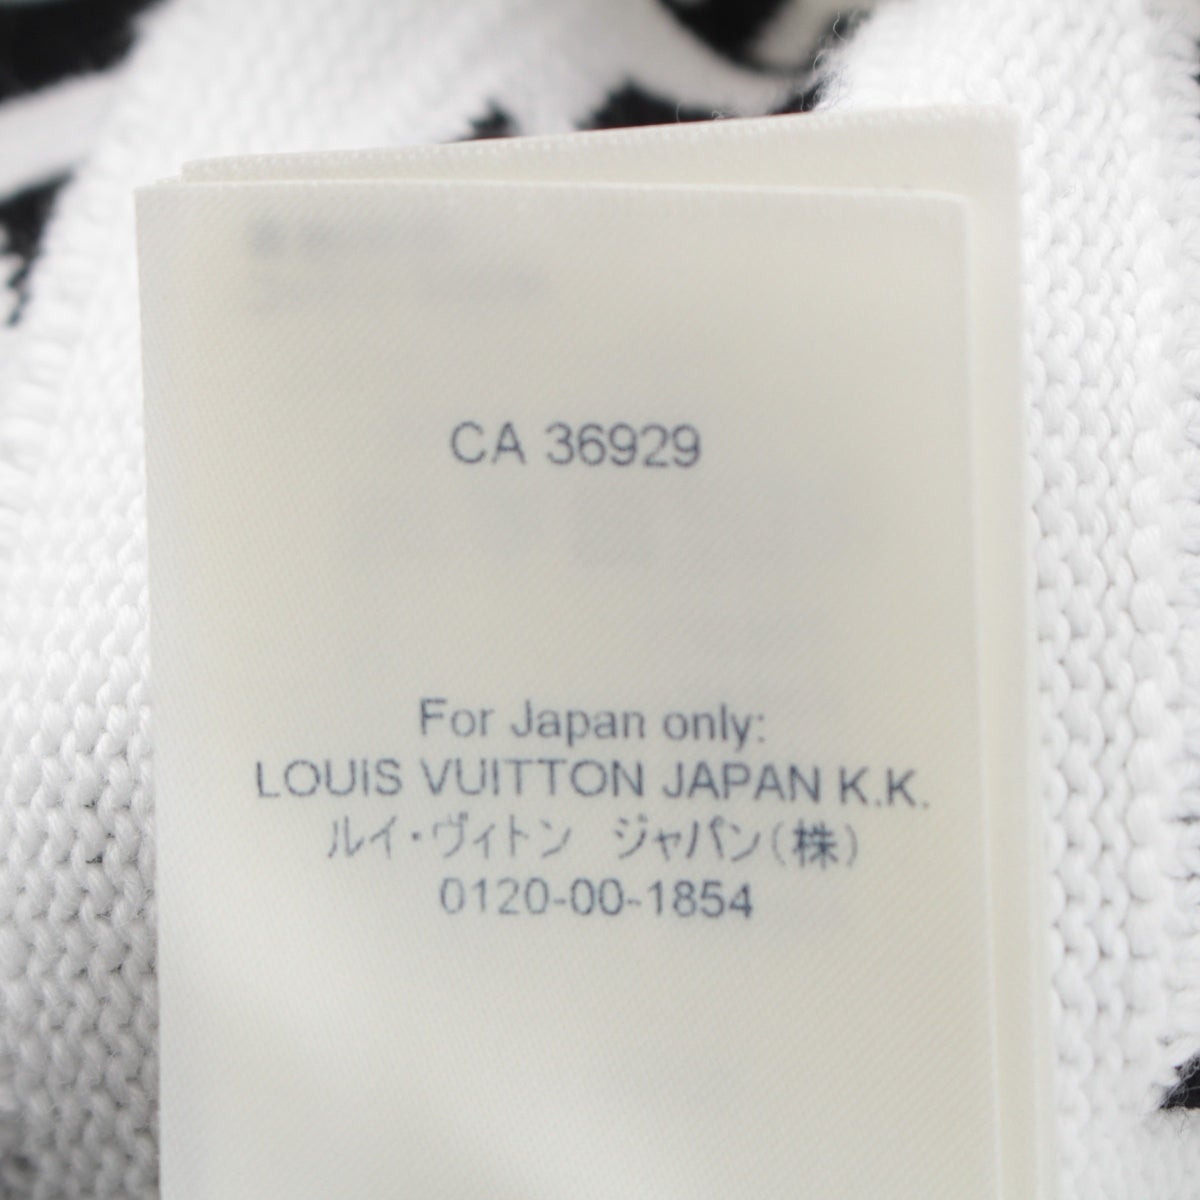 CA 36929
For Japan only:
LOUIS VUITTON JAPAN K.K.
ルイ・ヴィトン　ジャパン(株)
0120-00-1854